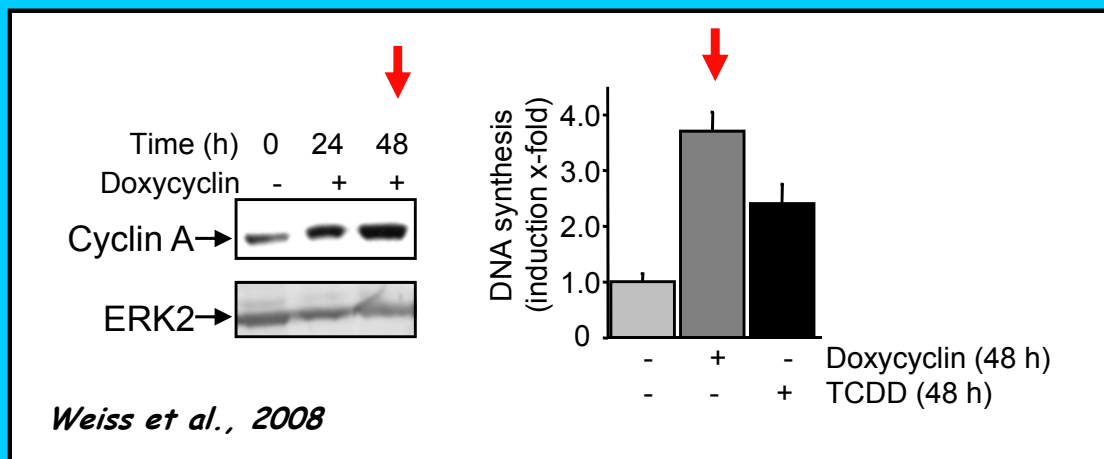 Time (h) 0 24 48
Doxycyclin - + +
Cyclin A
ERK2
Weiss et al., 2008
DNA synthesis
(induction x-fold)
4.0
3.0
2.0
1.0
0
- + - Doxycyclin (48 h)
- - + TCDD (48 h)